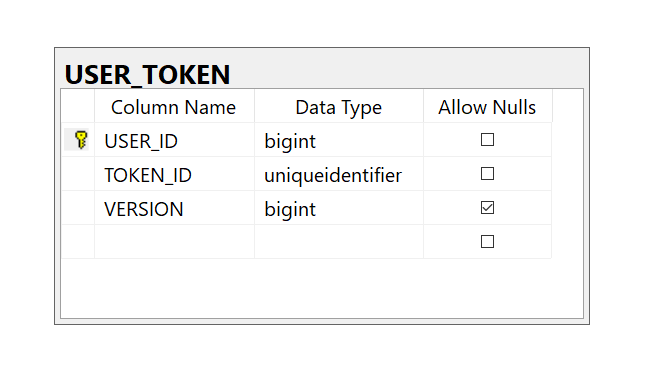 USER_TOKEN
Column Name Data Type Allow Nulls
USER_ID bigint
TOKEN_ID uniqueidentifier
VERSION bigint